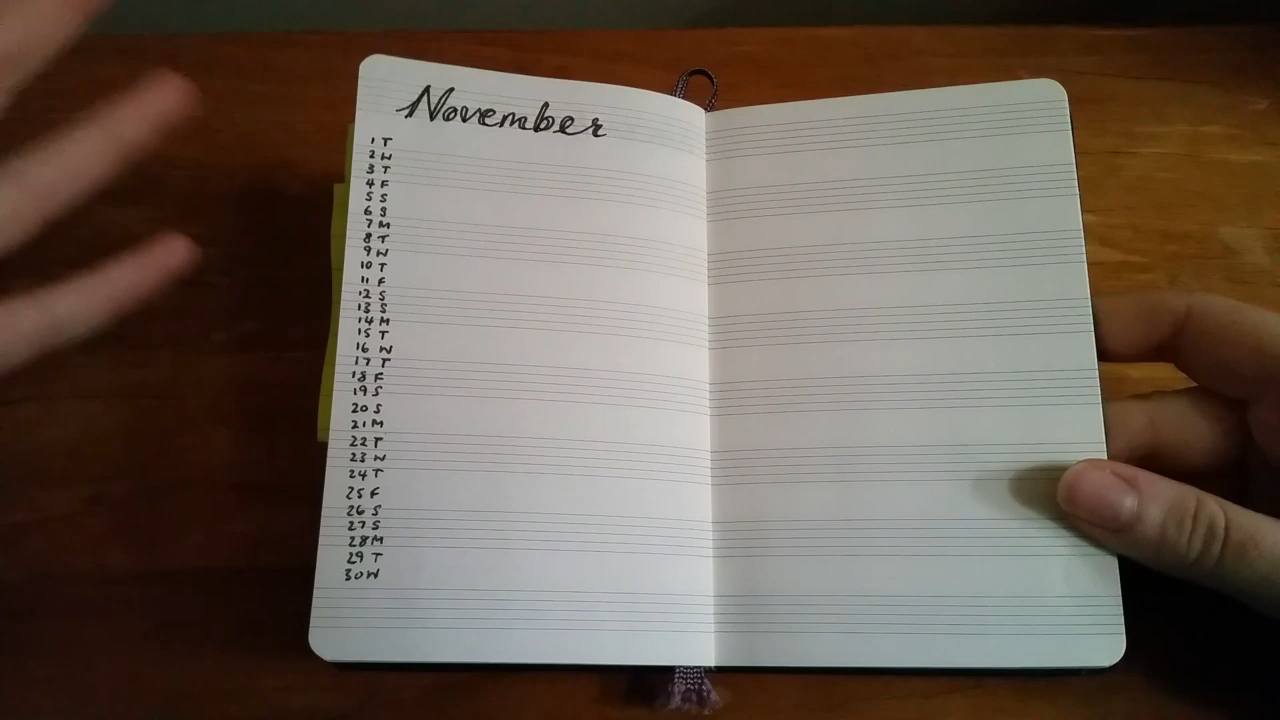 November
1 T
2 W
3 T
4 F
5 S
6 S
7 M
8 T
9 W
10 T
11 F
12 S
13 S
14 M
15 T
16 W
17 T
18 F
19 S
20 S
21 M
22 T
23 W
24 T
25 F
26 S
27 S
28 M
29 T
30 W